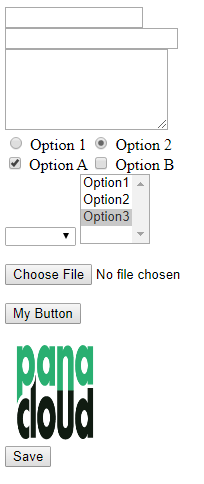 Option 1 Option 2
Option A Option B
Option1
Option2
Option3
Choose File No file chosen
My Button
pana
cloud
Save